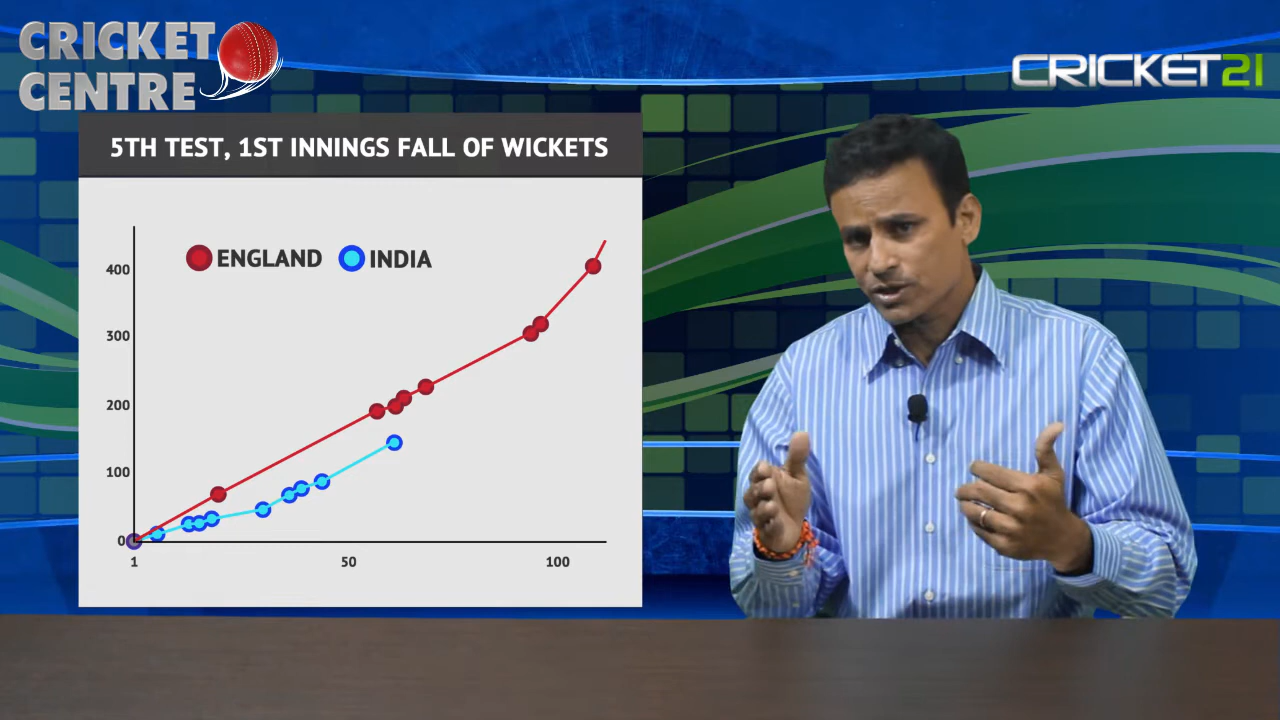 CRICKET
CENTRE
CRICKET21
5TH TEST, 1ST INNINGS FALL OF WICKETS
ENGLAND INDIA
400
300
200
100
0
1 50 100